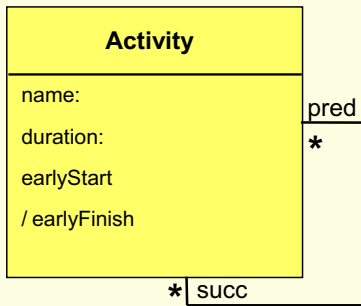 Activity
name:
duration:
earlyStart
/ earlyFinish
pred
*
* succ